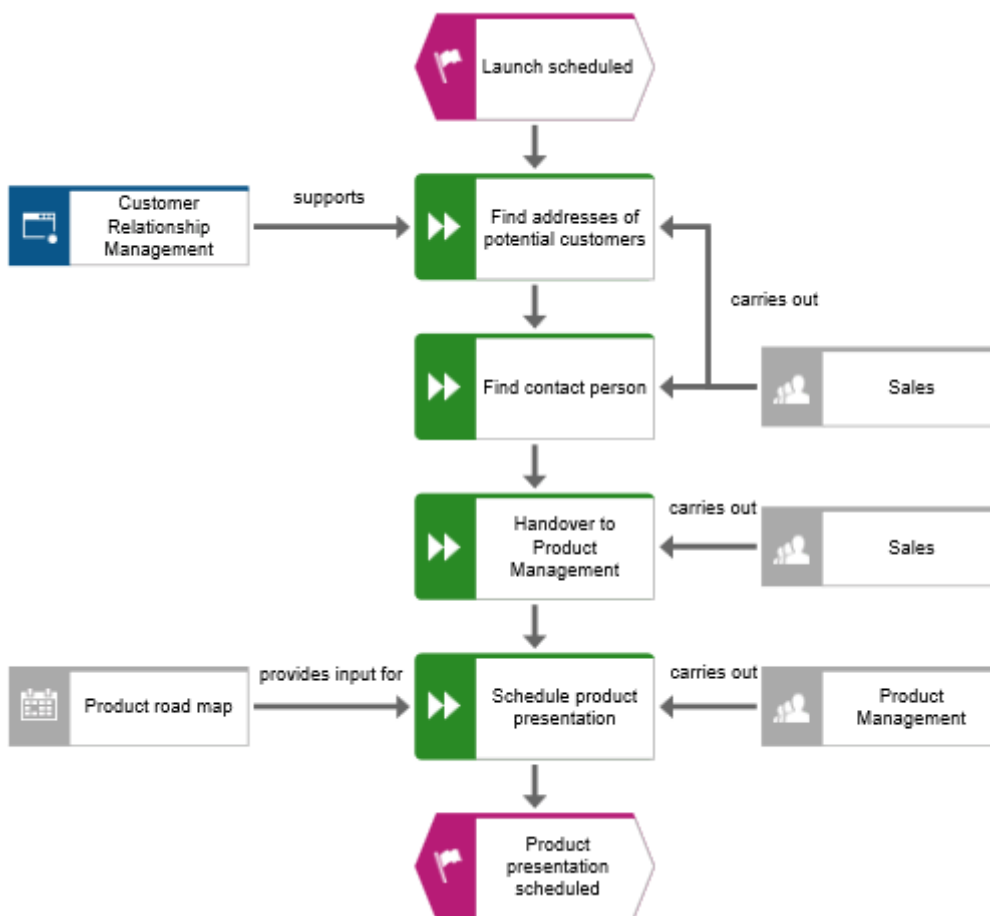 Launch scheduled
supports
Customer
Relationship
Management
Find addresses of
potential customers
carries out
Find contact person
Sales
Handover to
Product
Management
carries out
Sales
provides input for
Product road map
Schedule product
presentation
carries out
Product
Management
Product
presentation
scheduled